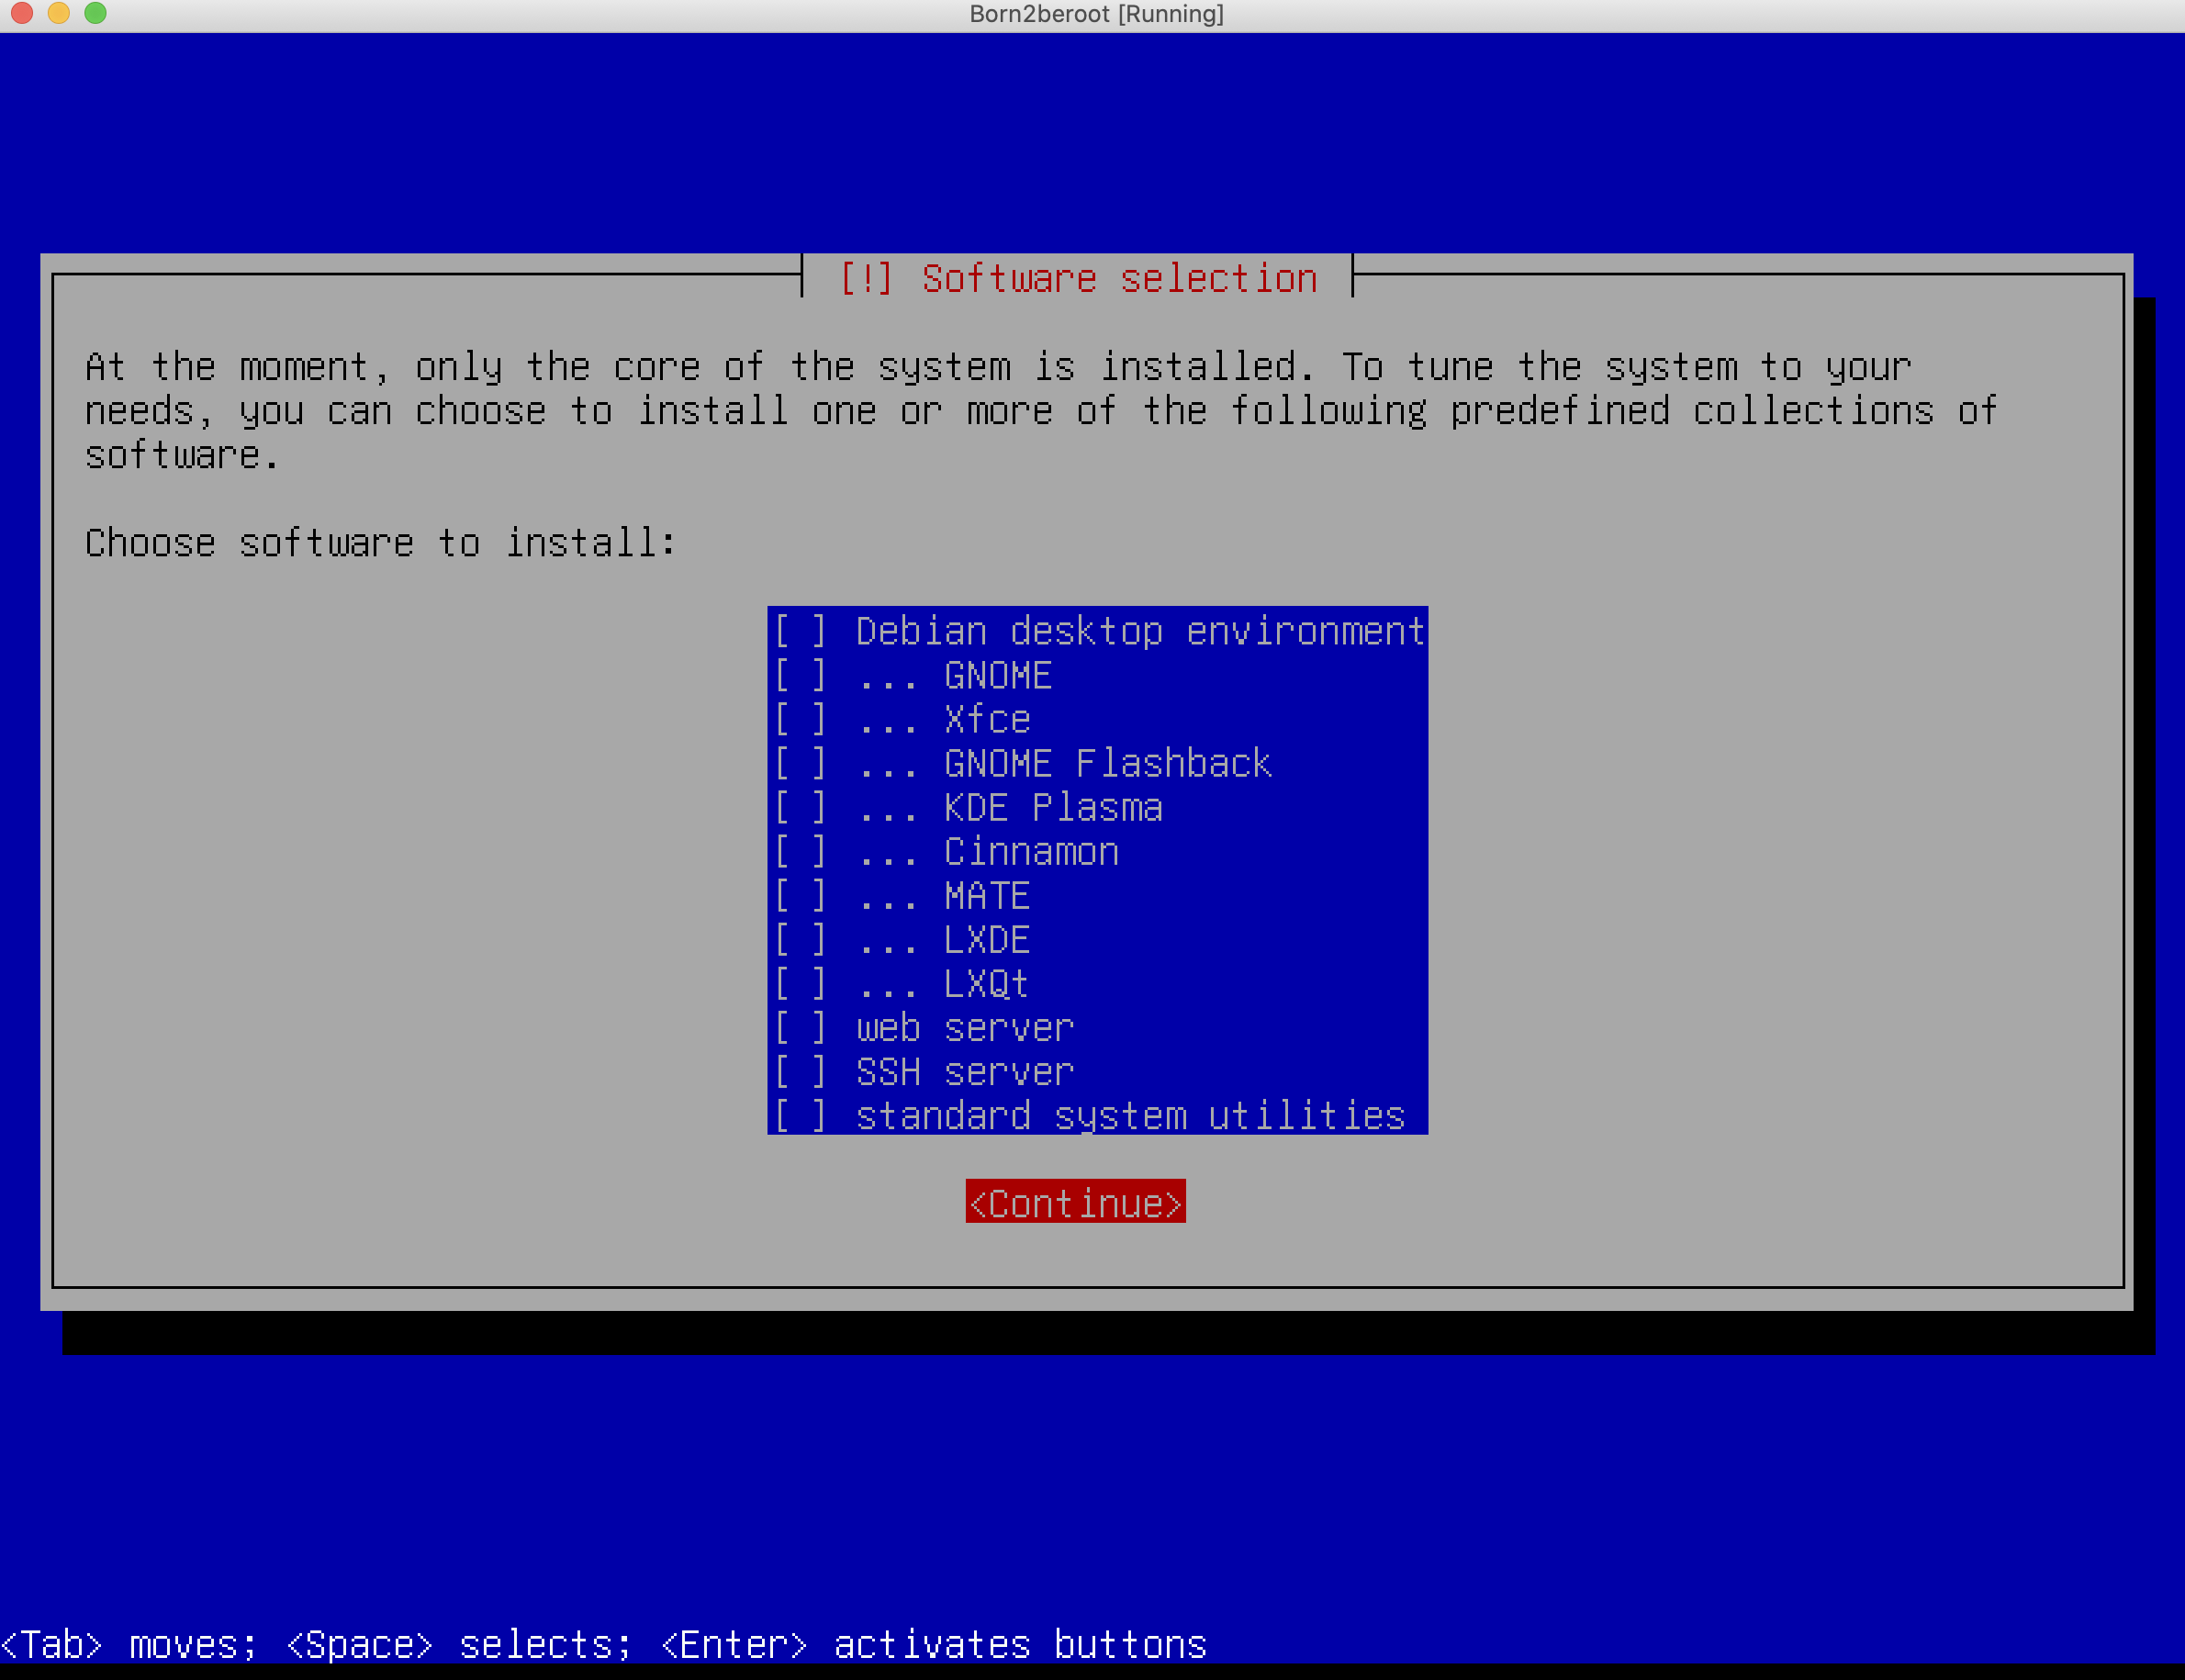 Born2beroot [Running]
[!] Software selection
At the moment, only the core of the system is installed. To tune the system to your
needs, you can choose to install one or more of the following predefined collections of
software.
Choose software to install:
[ ] Debian desktop environment
[ ] ... GNOME
[ ] ... Xfce
[ ] ... GNOME Flashback
[ ] ... KDE Plasma
[ ] ... Cinnamon
[ ] ... MATE
[ ] ... LXDE
[ ] ... LXQt
[ ] web server
[ ] SSH server
[ ] standard system utilities
<Continue>
<Tab> moves; <Space> selects; <Enter> activates buttons